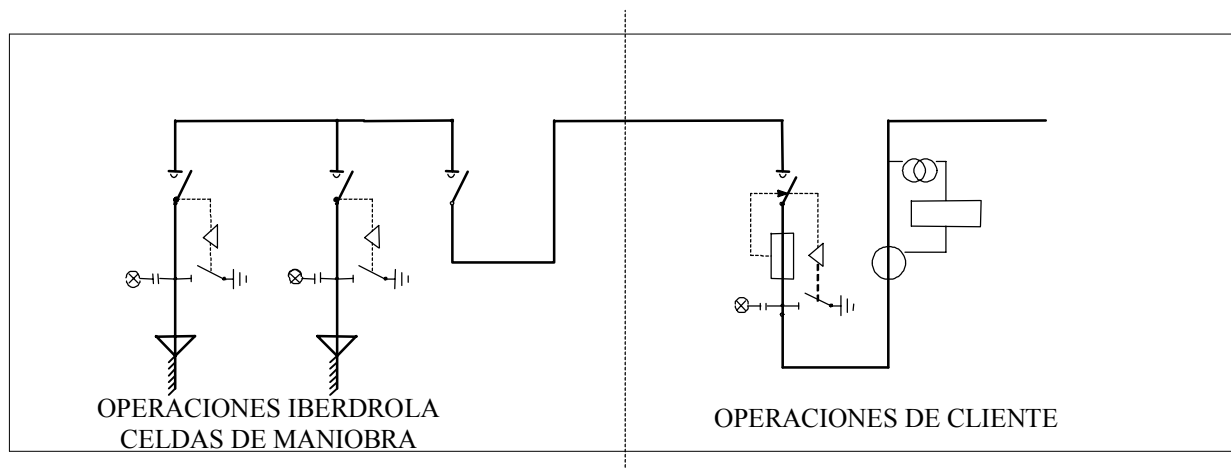 OPERACIONES IBERDROLA
CELDAS DE MANIOBRA
OPERACIONES DE CLIENTE